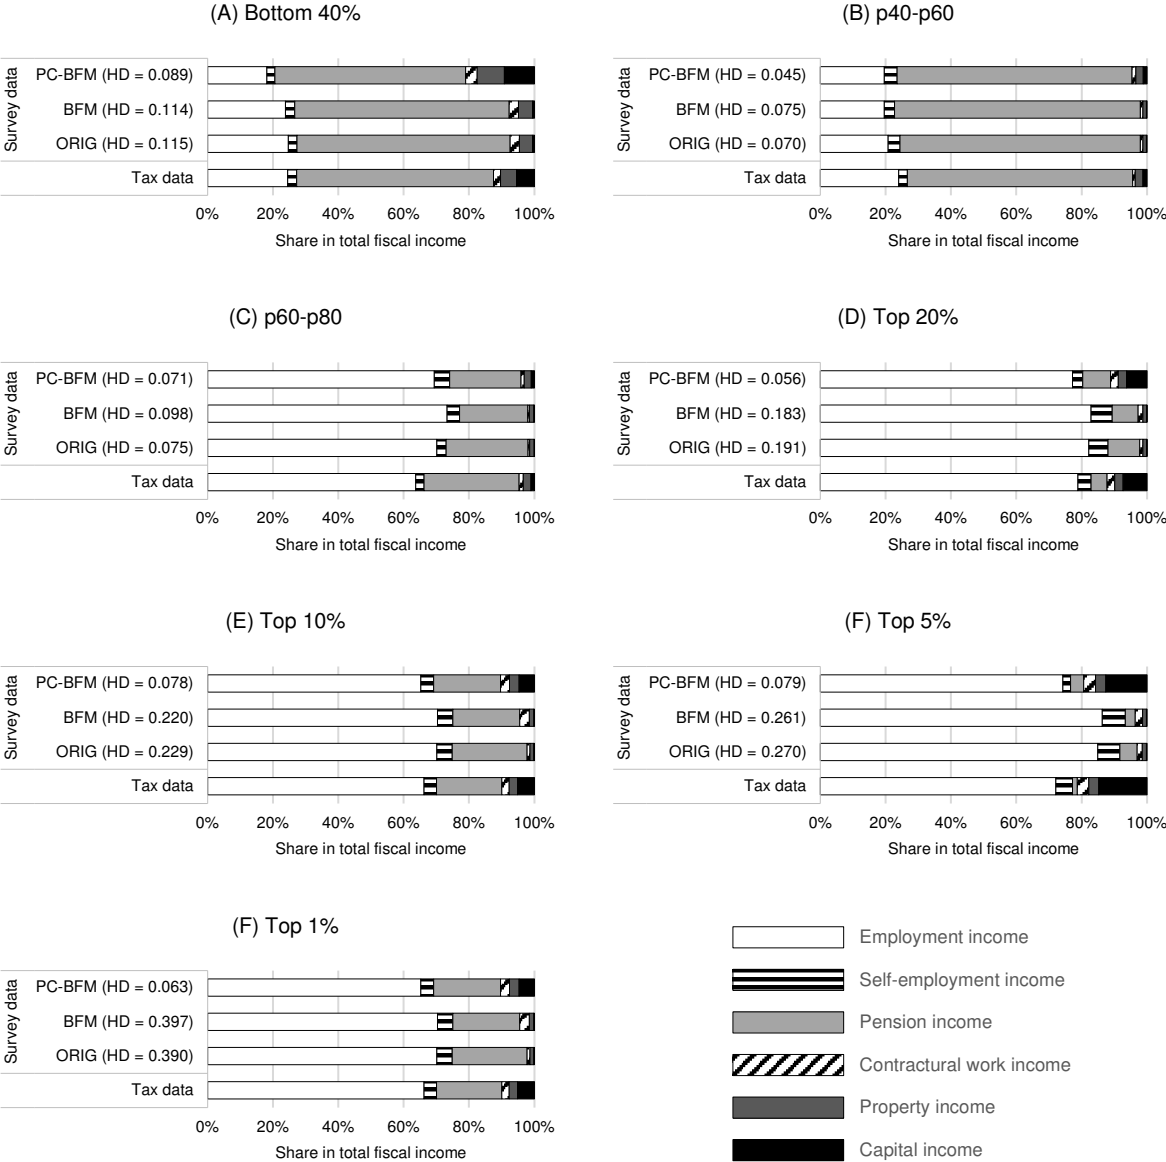 (A) Bottom 40%
Survey data
PC-BFM (HD = 0.089)
BFM (HD = 0.114)
ORIG (HD = 0.115)
Tax data
0% 20% 40% 60% 80% 100%
Share in total fiscal income
(B) p40-p60
Survey data
PC-BFM (HD = 0.045)
BFM (HD = 0.075)
ORIG (HD = 0.070)
Tax data
0% 20% 40% 60% 80% 100%
Share in total fiscal income
(C) p60-p80
Survey data
PC-BFM (HD = 0.071)
BFM (HD = 0.098)
ORIG (HD = 0.075)
Tax data
0% 20% 40% 60% 80% 100%
Share in total fiscal income
(D) Top 20%
Survey data
PC-BFM (HD = 0.056)
BFM (HD = 0.183)
ORIG (HD = 0.191)
Tax data
0% 20% 40% 60% 80% 100%
Share in total fiscal income
(E) Top 10%
Survey data
PC-BFM (HD = 0.078)
BFM (HD = 0.220)
ORIG (HD = 0.229)
Tax data
0% 20% 40% 60% 80% 100%
Share in total fiscal income
(F) Top 5%
Survey data
PC-BFM (HD = 0.079)
BFM (HD = 0.261)
ORIG (HD = 0.270)
Tax data
0% 20% 40% 60% 80% 100%
Share in total fiscal income
(F) Top 1%
Survey data
PC-BFM (HD = 0.063)
BFM (HD = 0.397)
ORIG (HD = 0.390)
Tax data
0% 20% 40% 60% 80% 100%
Share in total fiscal income
Employment income
Self-employment income
Pension income
Contractural work income
Property income
Capital income